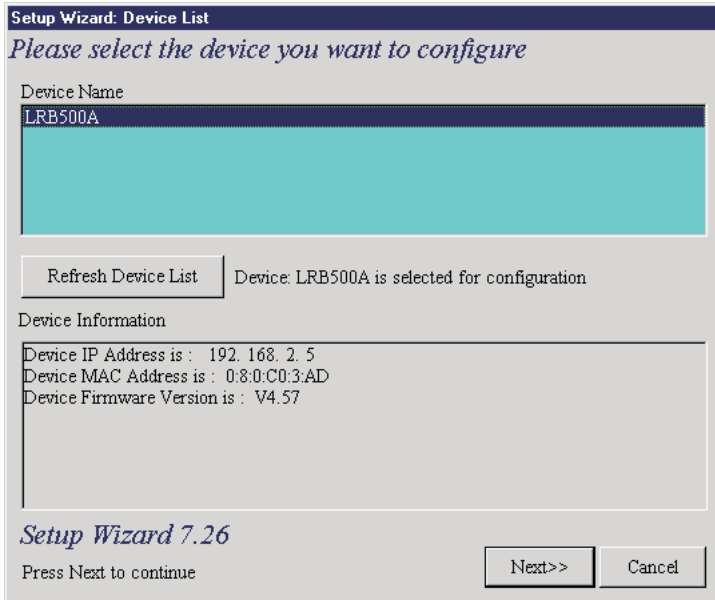 Setup Wizard: Device List
Please select the device you want to configure
Device Name
LRB500A
Refresh Device List
Device: LRB500A is selected for configuration
Device Information
Device IP Address is :   192. 168. 2. 5
Device MAC Address is :  0:8:0:C0:3:AD
Device Firmware Version is :  V4.57
Setup Wizard 7.26
Press Next to continue
Next>>
Cancel